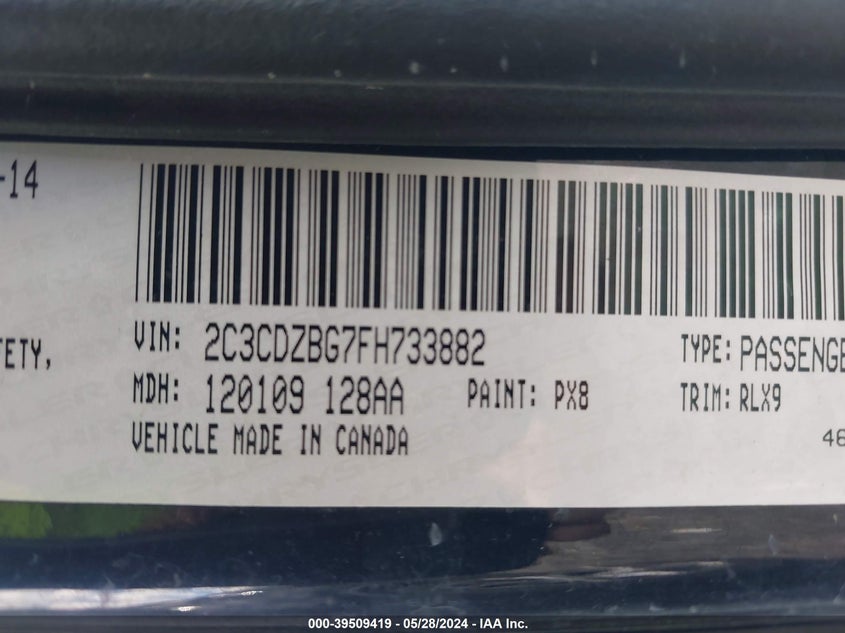 -14
FETY,
VIN: 2C3CDZBG7FH733882
TYPE: PASSENGE
MDH: 120109 128AA
PAINT: PX8
TRIM: RLX9
VEHICLE MADE IN CANADA
46
000-39509419 - 05/28/2024 - IAA Inc.